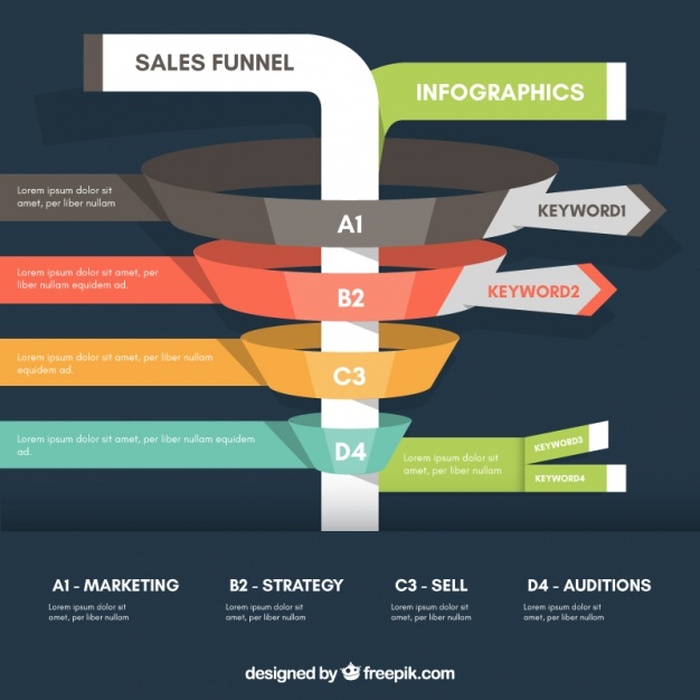 SALES FUNNEL
INFOGRAPHICS
Lorem ipsum dolor sit
amet, per liber nullam
A1
KEYWORD1
Lorem ipsum dolor sit amet, per
liber nullam equidem ad.
B2
KEYWORD2
Lorem ipsum dolor sit amet, per liber nullam
equidem ad.
C3
Lorem ipsum dolor sit amet, per liber nullam equidem
ad.
D4
Lorem ipsum dolor sit
amet, per liber nullam
KEYWORD3
KEYWORD4
A1 - MARKETING
Lorem ipsum dolor sit
amet, per liber nullam
B2 - STRATEGY
Lorem ipsum dolor sit
amet, per liber nullam
C3 - SELL
Lorem ipsum dolor sit
amet, per liber nullam
D4 - AUDITIONS
Lorem ipsum dolor sit
amet, per liber nullam
designed by freepik.com